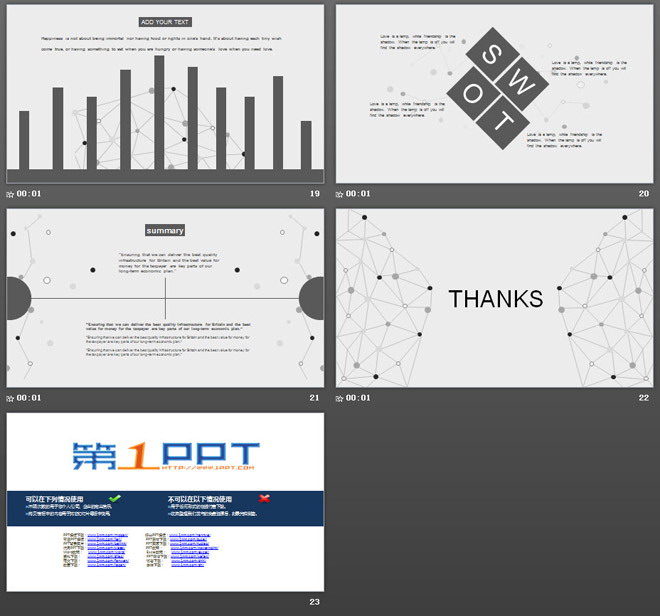 ADD YOUR TEXT
Happiness is not about being immortal nor having food or rights in one's hand. It's about having each tiny wish
come true, or having something to eat when you are hungry or having someone's love when you need love.
00:01
19
Love is a lamp, while friendship is the
shadow. When the lamp is off you will
find the shadow everywhere.
Love is a lamp, while friendship is the
shadow. When the lamp is off you will
find the shadow everywhere.
S
W
O
T
Love is a lamp, while friendship is the
shadow. When the lamp is off you will
find the shadow everywhere.
Love is a lamp, while friendship is the
shadow. When the lamp is off you will
find the shadow everywhere.
00:01
20
summary
"Ensuring that we can deliver the best quality
infrastructure for Britain and the best value for
money for the taxpayer are key parts of our
long-term economic plan."
"Ensuring that we can deliver the best quality infrastructure for Britain and the best
value for money for the taxpayer are key parts of our long-term economic plan."
"Ensuring that we can deliver the best quality infrastructure for Britain and the best value for money for
the taxpayer are key parts of our long-term economic plan."
"Ensuring that we can deliver the best quality infrastructure for Britain and the best value for money for
the taxpayer are key parts of our long-term economic plan."
00:01
21
THANKS
00:01
22
第1PPT
HTTP://WWW.1PPT.COM
可以在下列情况使用
不可以在以下情况使用
23